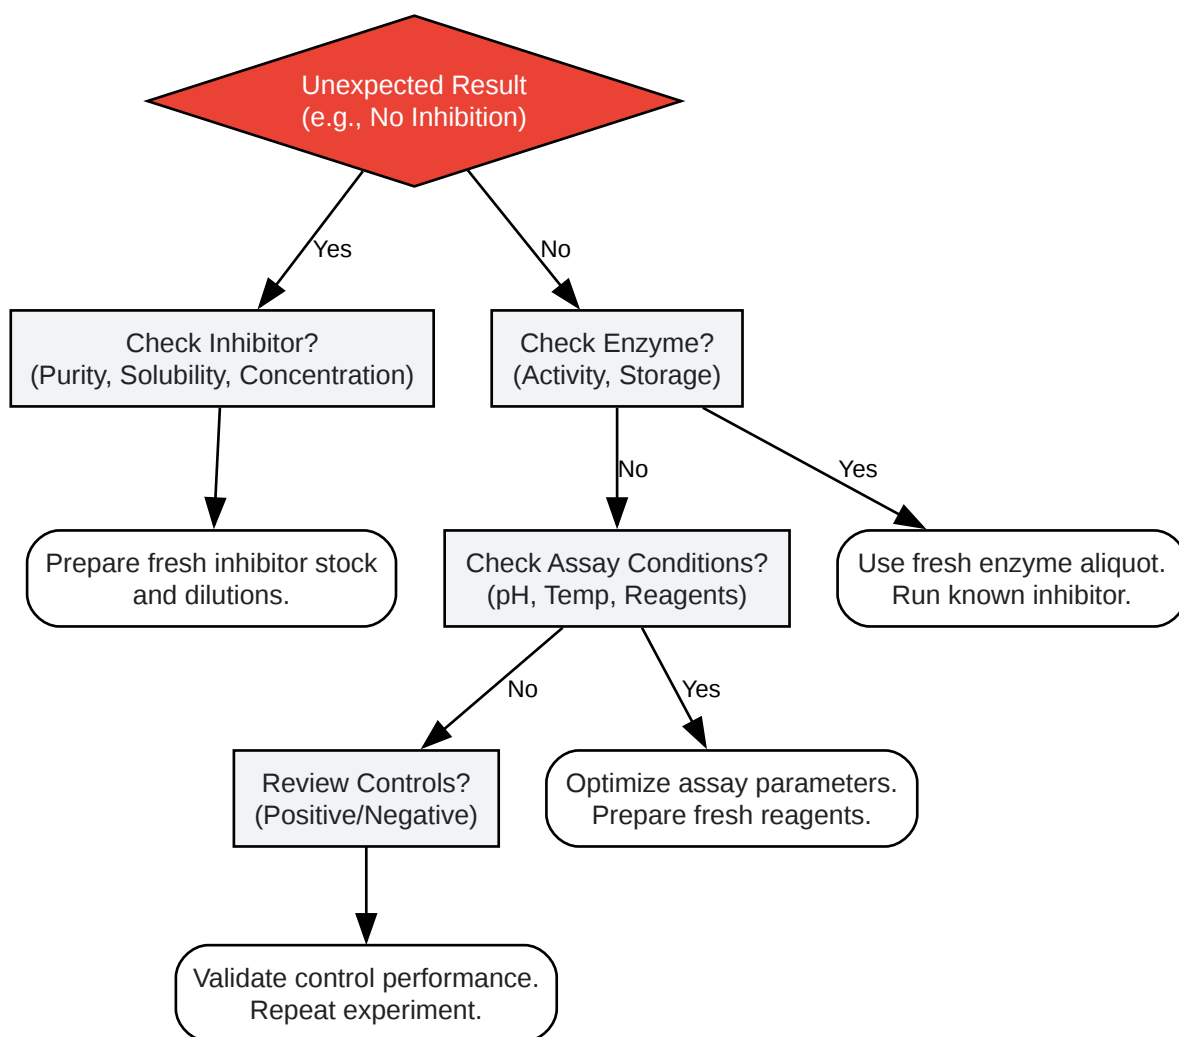 Unexpected Result
(e.g., No Inhibition)
Yes
No
Check Inhibitor?
(Purity, Solubility, Concentration)
Check Enzyme?
(Activity, Storage)
No
Yes
Prepare fresh inhibitor stock
and dilutions.
Check Assay Conditions?
(pH, Temp, Reagents)
Use fresh enzyme aliquot.
Run known inhibitor.
No
Yes
Review Controls?
(Positive/Negative)
Optimize assay parameters.
Prepare fresh reagents.
Validate control performance.
Repeat experiment.